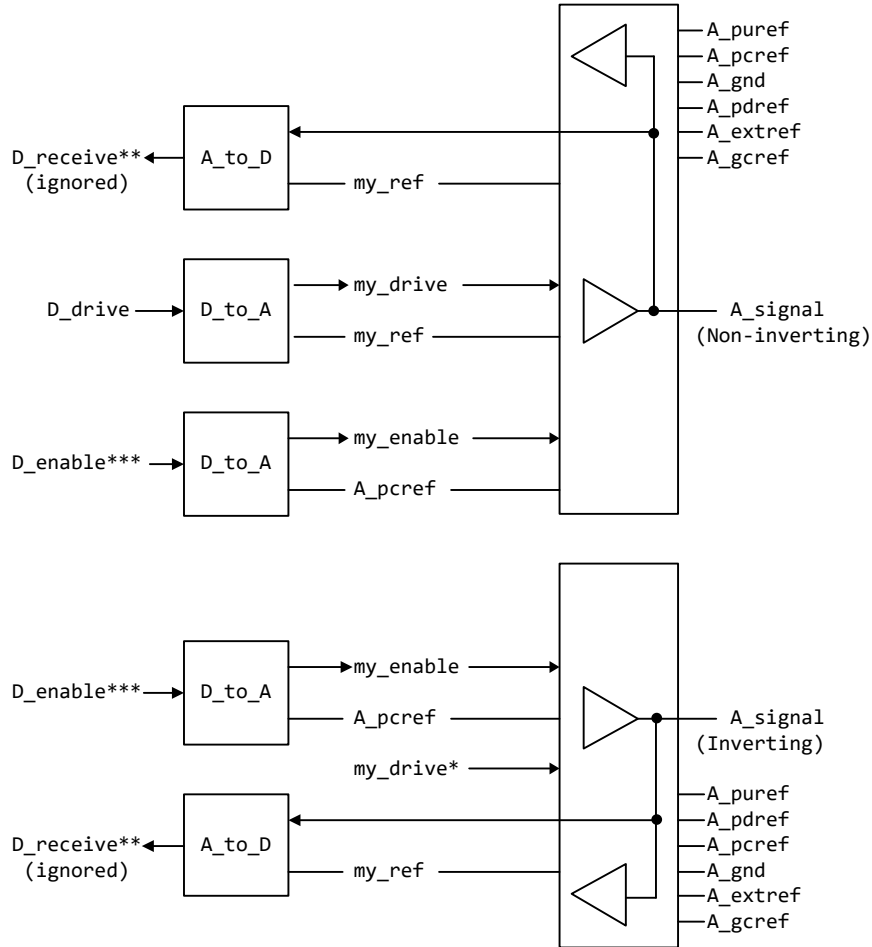 A_puref
A_pcref
A_gnd
A_pdref
A_extref
A_gcref
D_receive**
(ignored)
A_to_D
my_ref
D_drive
D_to_A
my_drive
my_ref
A_signal
(Non-inverting)
D_enable***
D_to_A
my_enable
A_pcref
D_enable***
D_to_A
my_enable
A_pcref
my_drive*
A_signal
(Inverting)
D_receive**
(ignored)
A_to_D
my_ref
A_puref
A_pdref
A_pcref
A_gnd
A_extref
A_gcref